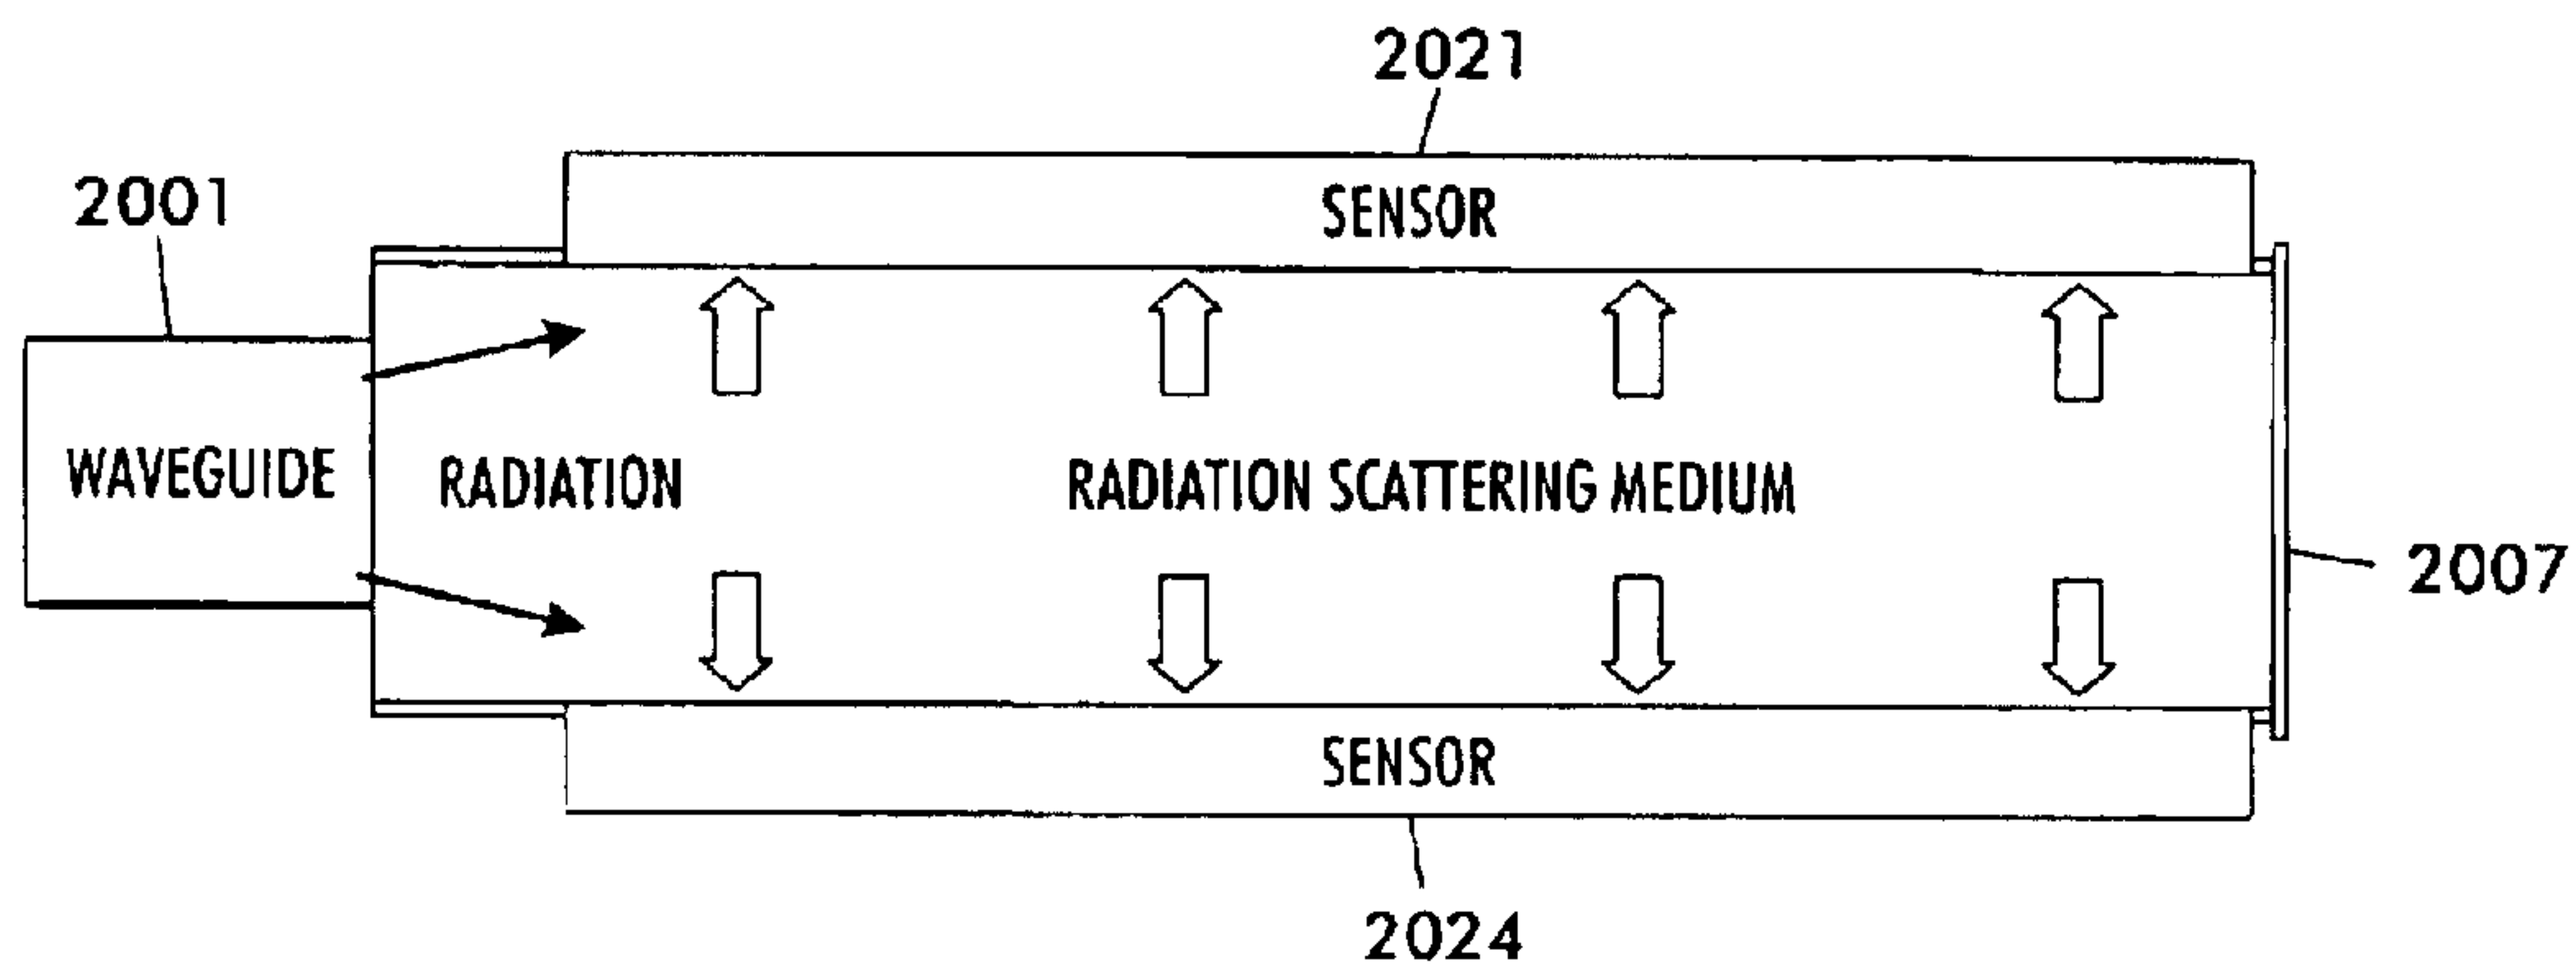 2021
SENSOR
2001
WAVEGUIDE
RADIATION
RADIATION SCATTERING MEDIUM
2007
SENSOR
2024